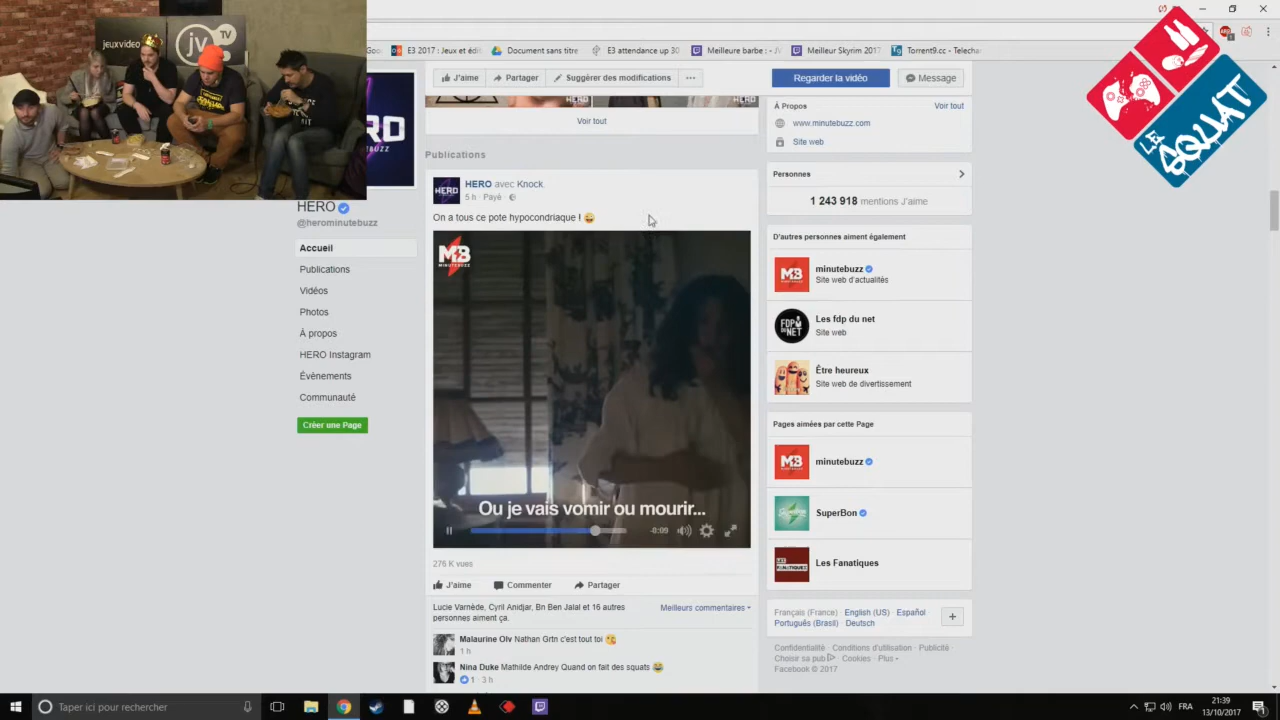 jeuxvideo
jv
TV
E3 2017 : Jeux et édi
Document sans titre
E3 attendance up 30
Meilleure barbe : - JV
Meilleur Skyrim 2017
Torrent9.cc - Telecha
LE
SQUAT
J'aime
Partager
Suggérer des modifications
Regarder la vidéo
Message
HERO
HERO
Voir tout
À Propos
Voir tout
www.minutebuzz.com
Site web
Personnes
1 243 918 mentions J'aime
HERO
@herominutebuzz
Accueil
Publications
Vidéos
Photos
À propos
HERO Instagram
Évènements
Communauté
Créer une Page
Publications
HERO avec Knock.
5 h · Payé ·
On a tous ce pote hypocondriaque ! 😄
MB
MINUTEBUZZ
Ou je vais vomir ou mourir...
-0:09
276 K vues
J'aime
Commenter
Partager
Lucie Varnède, Cyril Anidjar, Bn Ben Jalal et 16 autres
personnes aiment ça.
Meilleurs commentaires
Malaurine Olv Nathan Grtn c'est tout toi 😘
1 h
Nina Duke Mathilde Andrey Quand on fait des squats 😂
1 · 3 h
D'autres personnes aiment également
minutebuzz
Site web d'actualités
Les fdp du net
Site web
Être heureux
Site web de divertissement
Pages aimées par cette Page
minutebuzz
SuperBon
Les Fanatiques
Français (France) · English (US) · Español ·
Português (Brasil) · Deutsch
Confidentialité · Conditions d'utilisation · Publicité ·
Choisir sa pub · Cookies · Plus
Facebook © 2017
Taper ici pour rechercher
FRA
21:39
13/10/2017